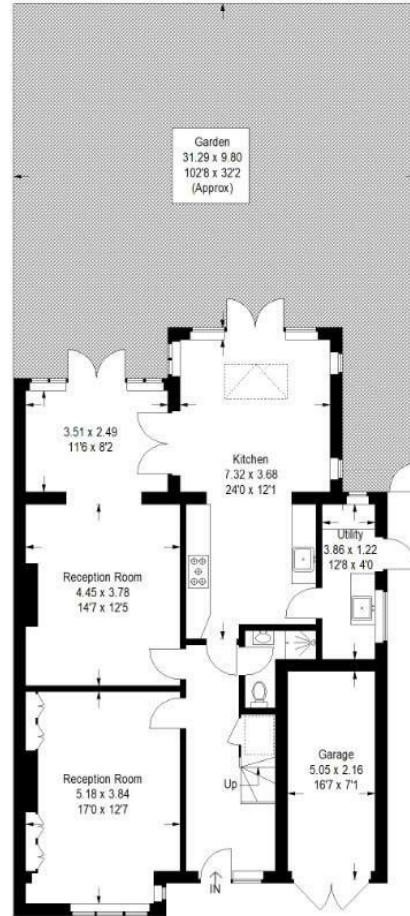 Garden
31.29 x 9.80
102'8 x 32'2
(Approx)
3.51 x 2.49
11'6 x 8'2
Kitchen
7.32 x 3.68
24'0 x 12'1
Utility
3.86 x 1.22
12'8 x 4'0
Reception Room
4.45 x 3.78
14'7 x 12'5
Reception Room
5.18 x 3.84
17'0 x 12'7
Up
Garage
5.05 x 2.16
16'7 x 7'1
IN